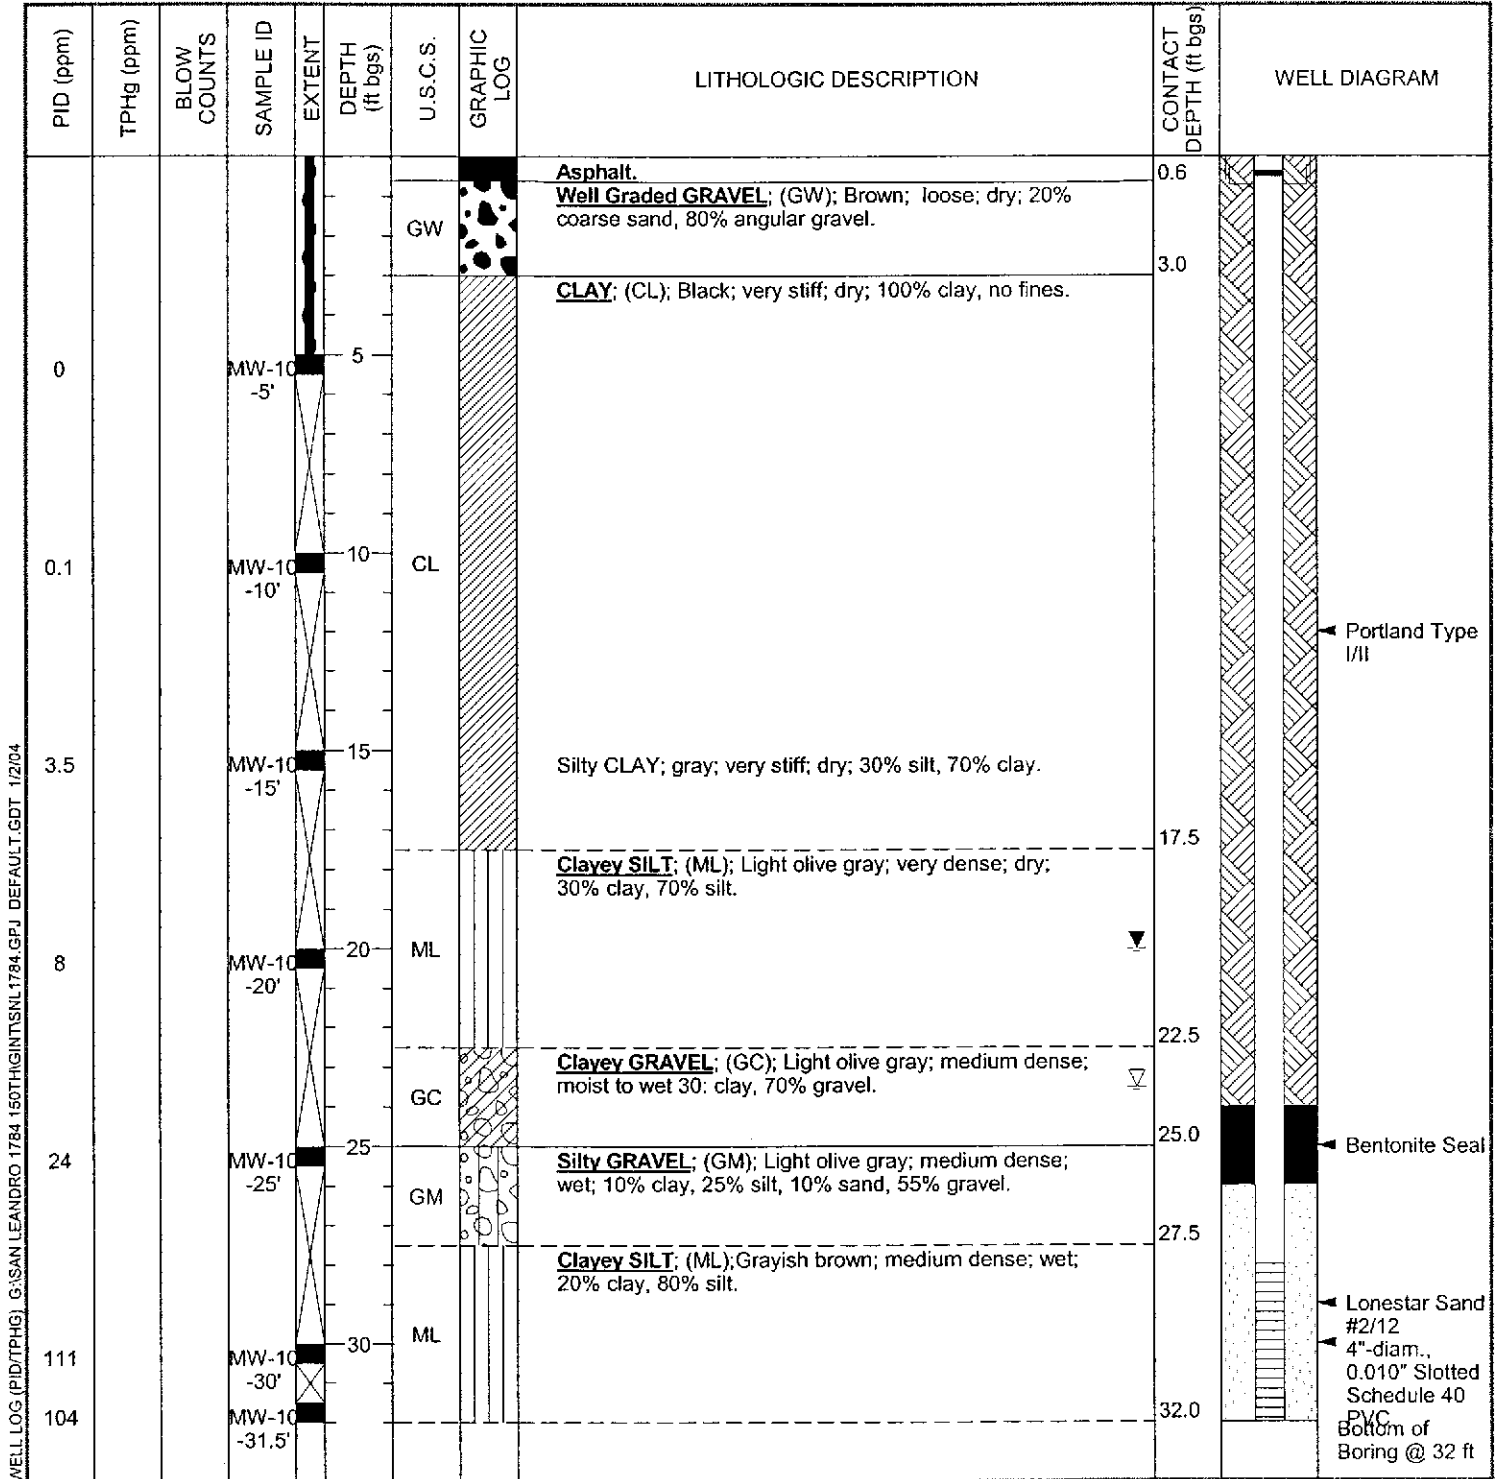 PID (ppm)
TPHg (ppm)
BLOW
COUNTS
SAMPLE ID
EXTENT
DEPTH
(ft bgs)
U.S.C.S.
GRAPHIC
LOG
LITHOLOGIC DESCRIPTION
CONTACT
DEPTH (ft bgs)
WELL DIAGRAM
Asphalt.
0.6
Well Graded GRAVEL; (GW); Brown; loose; dry; 20%
coarse sand, 80% angular gravel.
GW
3.0
CLAY; (CL); Black; very stiff; dry; 100% clay, no fines.
5
0
MW-10
-5'
10
0.1
MW-10
-10'
CL
Portland Type
I/II
15
3.5
MW-10
-15'
Silty CLAY; gray; very stiff; dry; 30% silt, 70% clay.
17.5
Clayey SILT; (ML); Light olive gray; very dense; dry;
30% clay, 70% silt.
20
ML
8
MW-10
-20'
22.5
Clayey GRAVEL; (GC); Light olive gray; medium dense;
moist to wet 30: clay, 70% gravel.
GC
25
25.0
Bentonite Seal
24
MW-10
-25'
Silty GRAVEL; (GM); Light olive gray; medium dense;
wet; 10% clay, 25% silt, 10% sand, 55% gravel.
GM
27.5
Clayey SILT; (ML);Grayish brown; medium dense; wet;
20% clay, 80% silt.
Lonestar Sand
#2/12
ML
30
111
MW-10
-30'
4"-diam.,
0.010" Slotted
Schedule 40
PVC
104
MW-10
-31.5'
32.0
Bottom of
Boring @ 32 ft
WELL LOG (PID/TPHG) G:\SAN LEANDRO 1784 150TH\GINT\SNL1784.GPJ DEFAULT.GDT 1/2/04